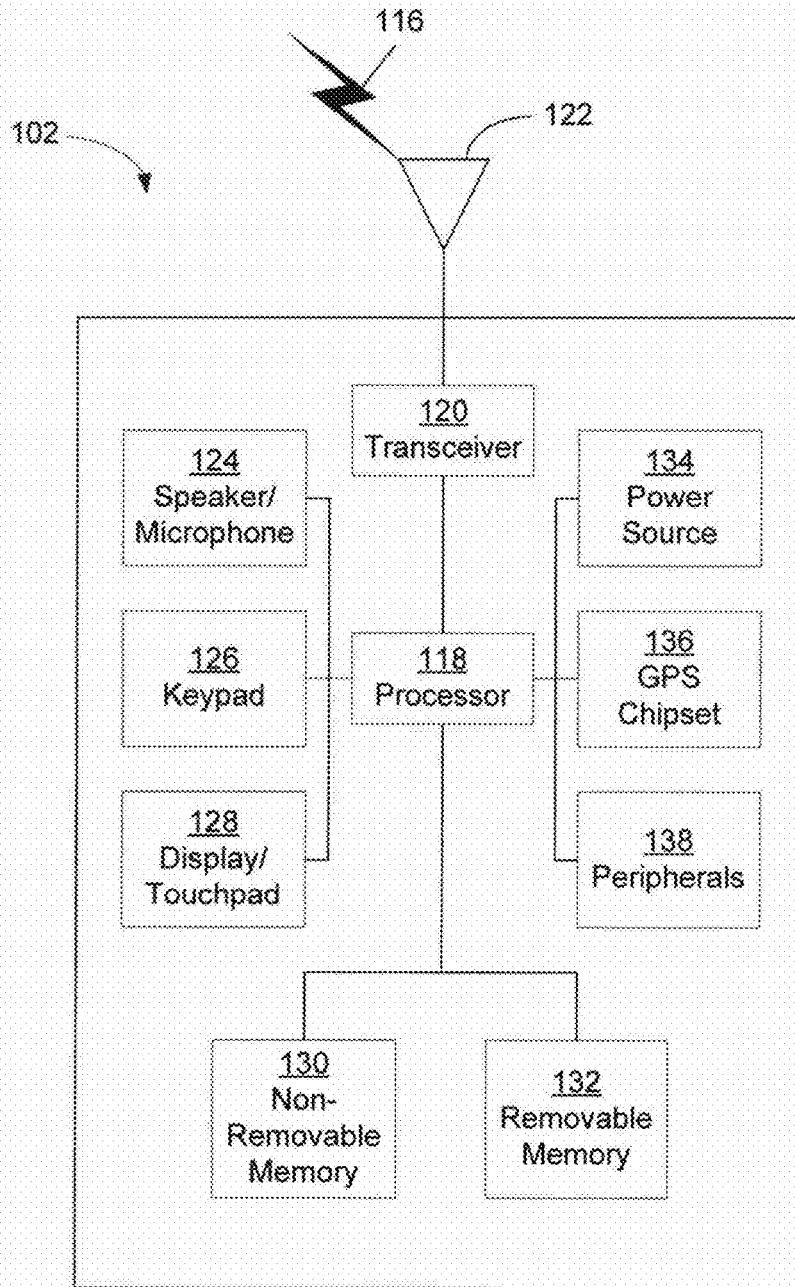 116
122
102
120
Transceiver
124
Speaker/
Microphone
134
Power
Source
126
Keypad
118
Processor
136
GPS
Chipset
128
Display/
Touchpad
138
Peripherals
130
Non-
Removable
Memory
132
Removable
Memory